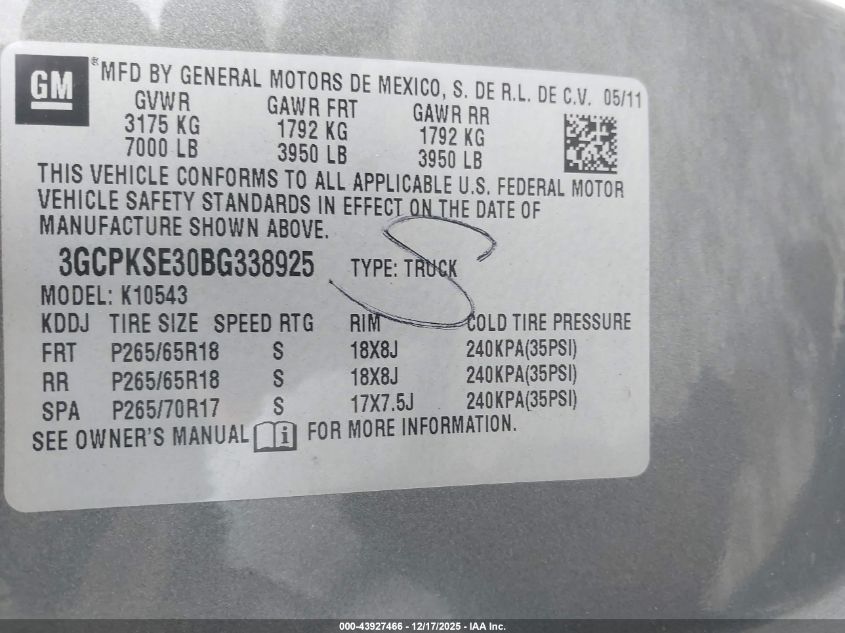 GM
® MFD BY GENERAL MOTORS DE MEXICO, S. DE R.L. DE C.V. 05/11
GVWR GAWR FRT GAWR RR
3175 KG 1792 KG 1792 KG
7000 LB 3950 LB 3950 LB
THIS VEHICLE CONFORMS TO ALL APPLICABLE U.S. FEDERAL MOTOR
VEHICLE SAFETY STANDARDS IN EFFECT ON THE DATE OF
MANUFACTURE SHOWN ABOVE.
3GCPKSE30BG338925 TYPE: TRUCK
MODEL: K10543
KDDJ TIRE SIZE SPEED RTG RIM COLD TIRE PRESSURE
FRT P265/65R18 S 18X8J 240KPA(35PSI)
RR P265/65R18 S 18X8J 240KPA(35PSI)
SPA P265/70R17 S 17X7.5J 240KPA(35PSI)
SEE OWNER'S MANUAL i FOR MORE INFORMATION.
000-43927466 - 12/17/2025 - IAA Inc.